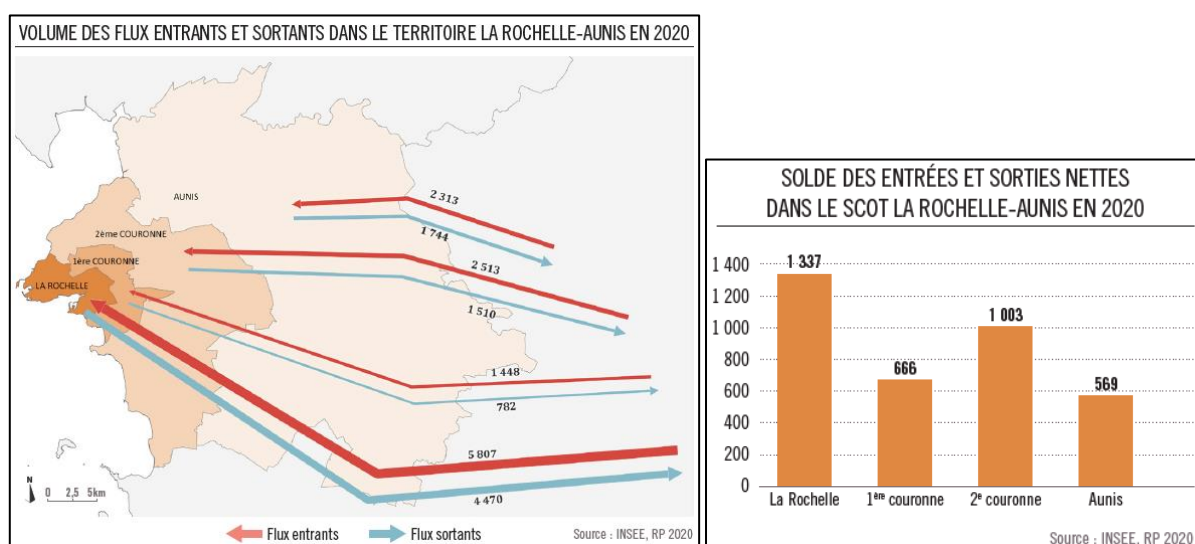 VOLUME DES FLUX ENTRANTS ET SORTANTS DANS LE TERRITOIRE LA ROCHELLE-AUNIS EN 2020
AUNIS
2ème COURONNE
1ère COURONNE
LA ROCHELLE
2 313
1 744
2 513
1 510
1 448
782
5 807
4 470
N
0 2,5 5km
Flux entrants
Flux sortants
Source : INSEE, RP 2020
SOLDE DES ENTRÉES ET SORTIES NETTES
DANS LE SCOT LA ROCHELLE-AUNIS EN 2020
1 400
1 200
1 000
800
600
400
200
0
1 337
666
1 003
569
La Rochelle
1ère couronne
2e couronne
Aunis
Source : INSEE, RP 2020